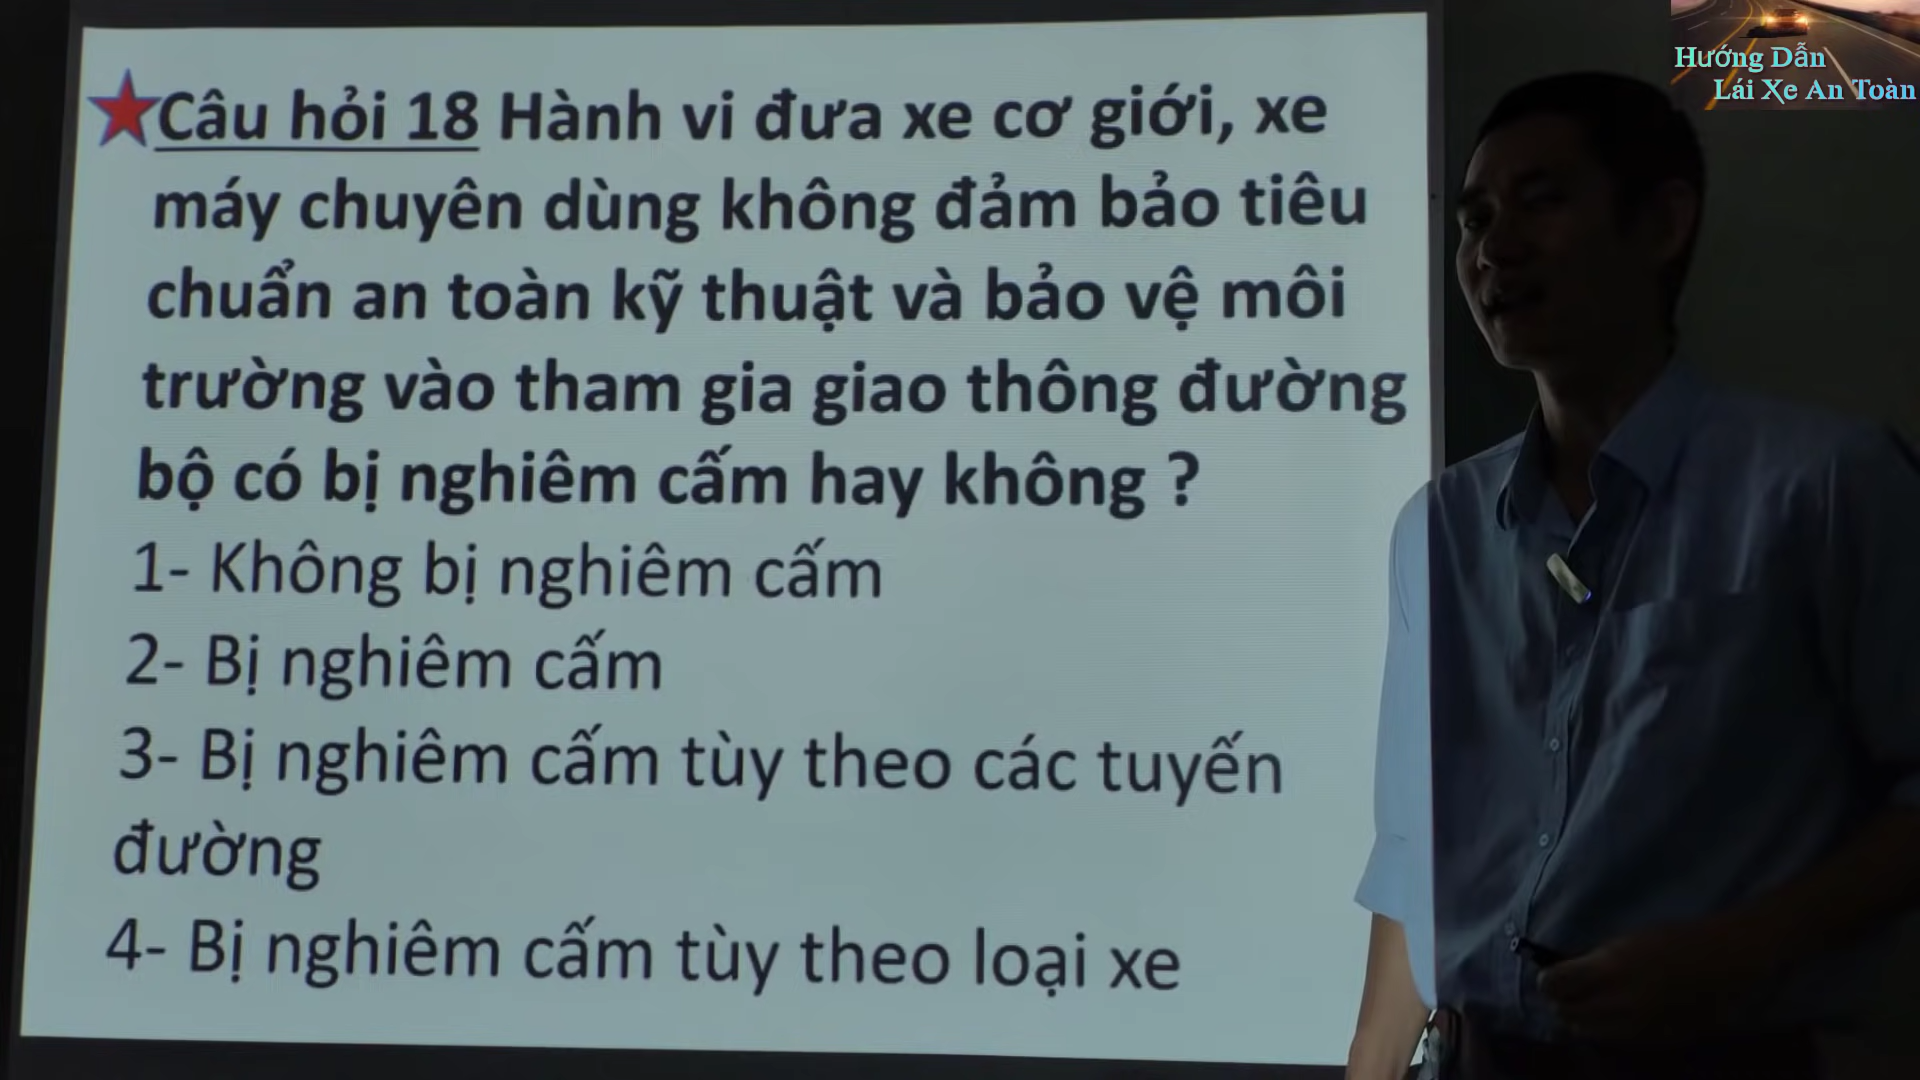 Hướng Dẫn
Lái Xe An Toàn
Câu hỏi 18 Hành vi đưa xe cơ giới, xe
máy chuyên dùng không đảm bảo tiêu
chuẩn an toàn kỹ thuật và bảo vệ môi
trường vào tham gia giao thông đường
bộ có bị nghiêm cấm hay không ?
1- Không bị nghiêm cấm
2- Bị nghiêm cấm
3- Bị nghiêm cấm tùy theo các tuyến
đường
4- Bị nghiêm cấm tùy theo loại xe